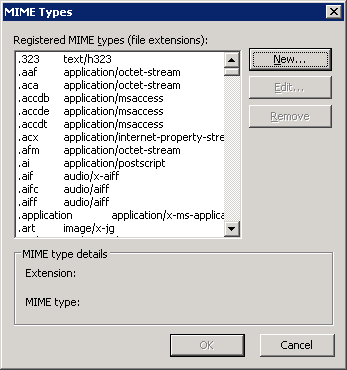 MIME Types
Registered MIME types (file extensions):
.323 text/h323
.aaf application/octet-stream
.aca application/octet-stream
.accdb application/msaccess
.accde application/msaccess
.accdt application/msaccess
.acx application/internet-property-stre
.afm application/octet-stream
.ai application/postscript
.aif audio/x-aiff
.aifc audio/aiff
.aiff audio/aiff
.application application/x-ms-applica
.art image/x-jg
New...
Edit...
Remove
MIME type details
Extension:
MIME type:
OK
Cancel